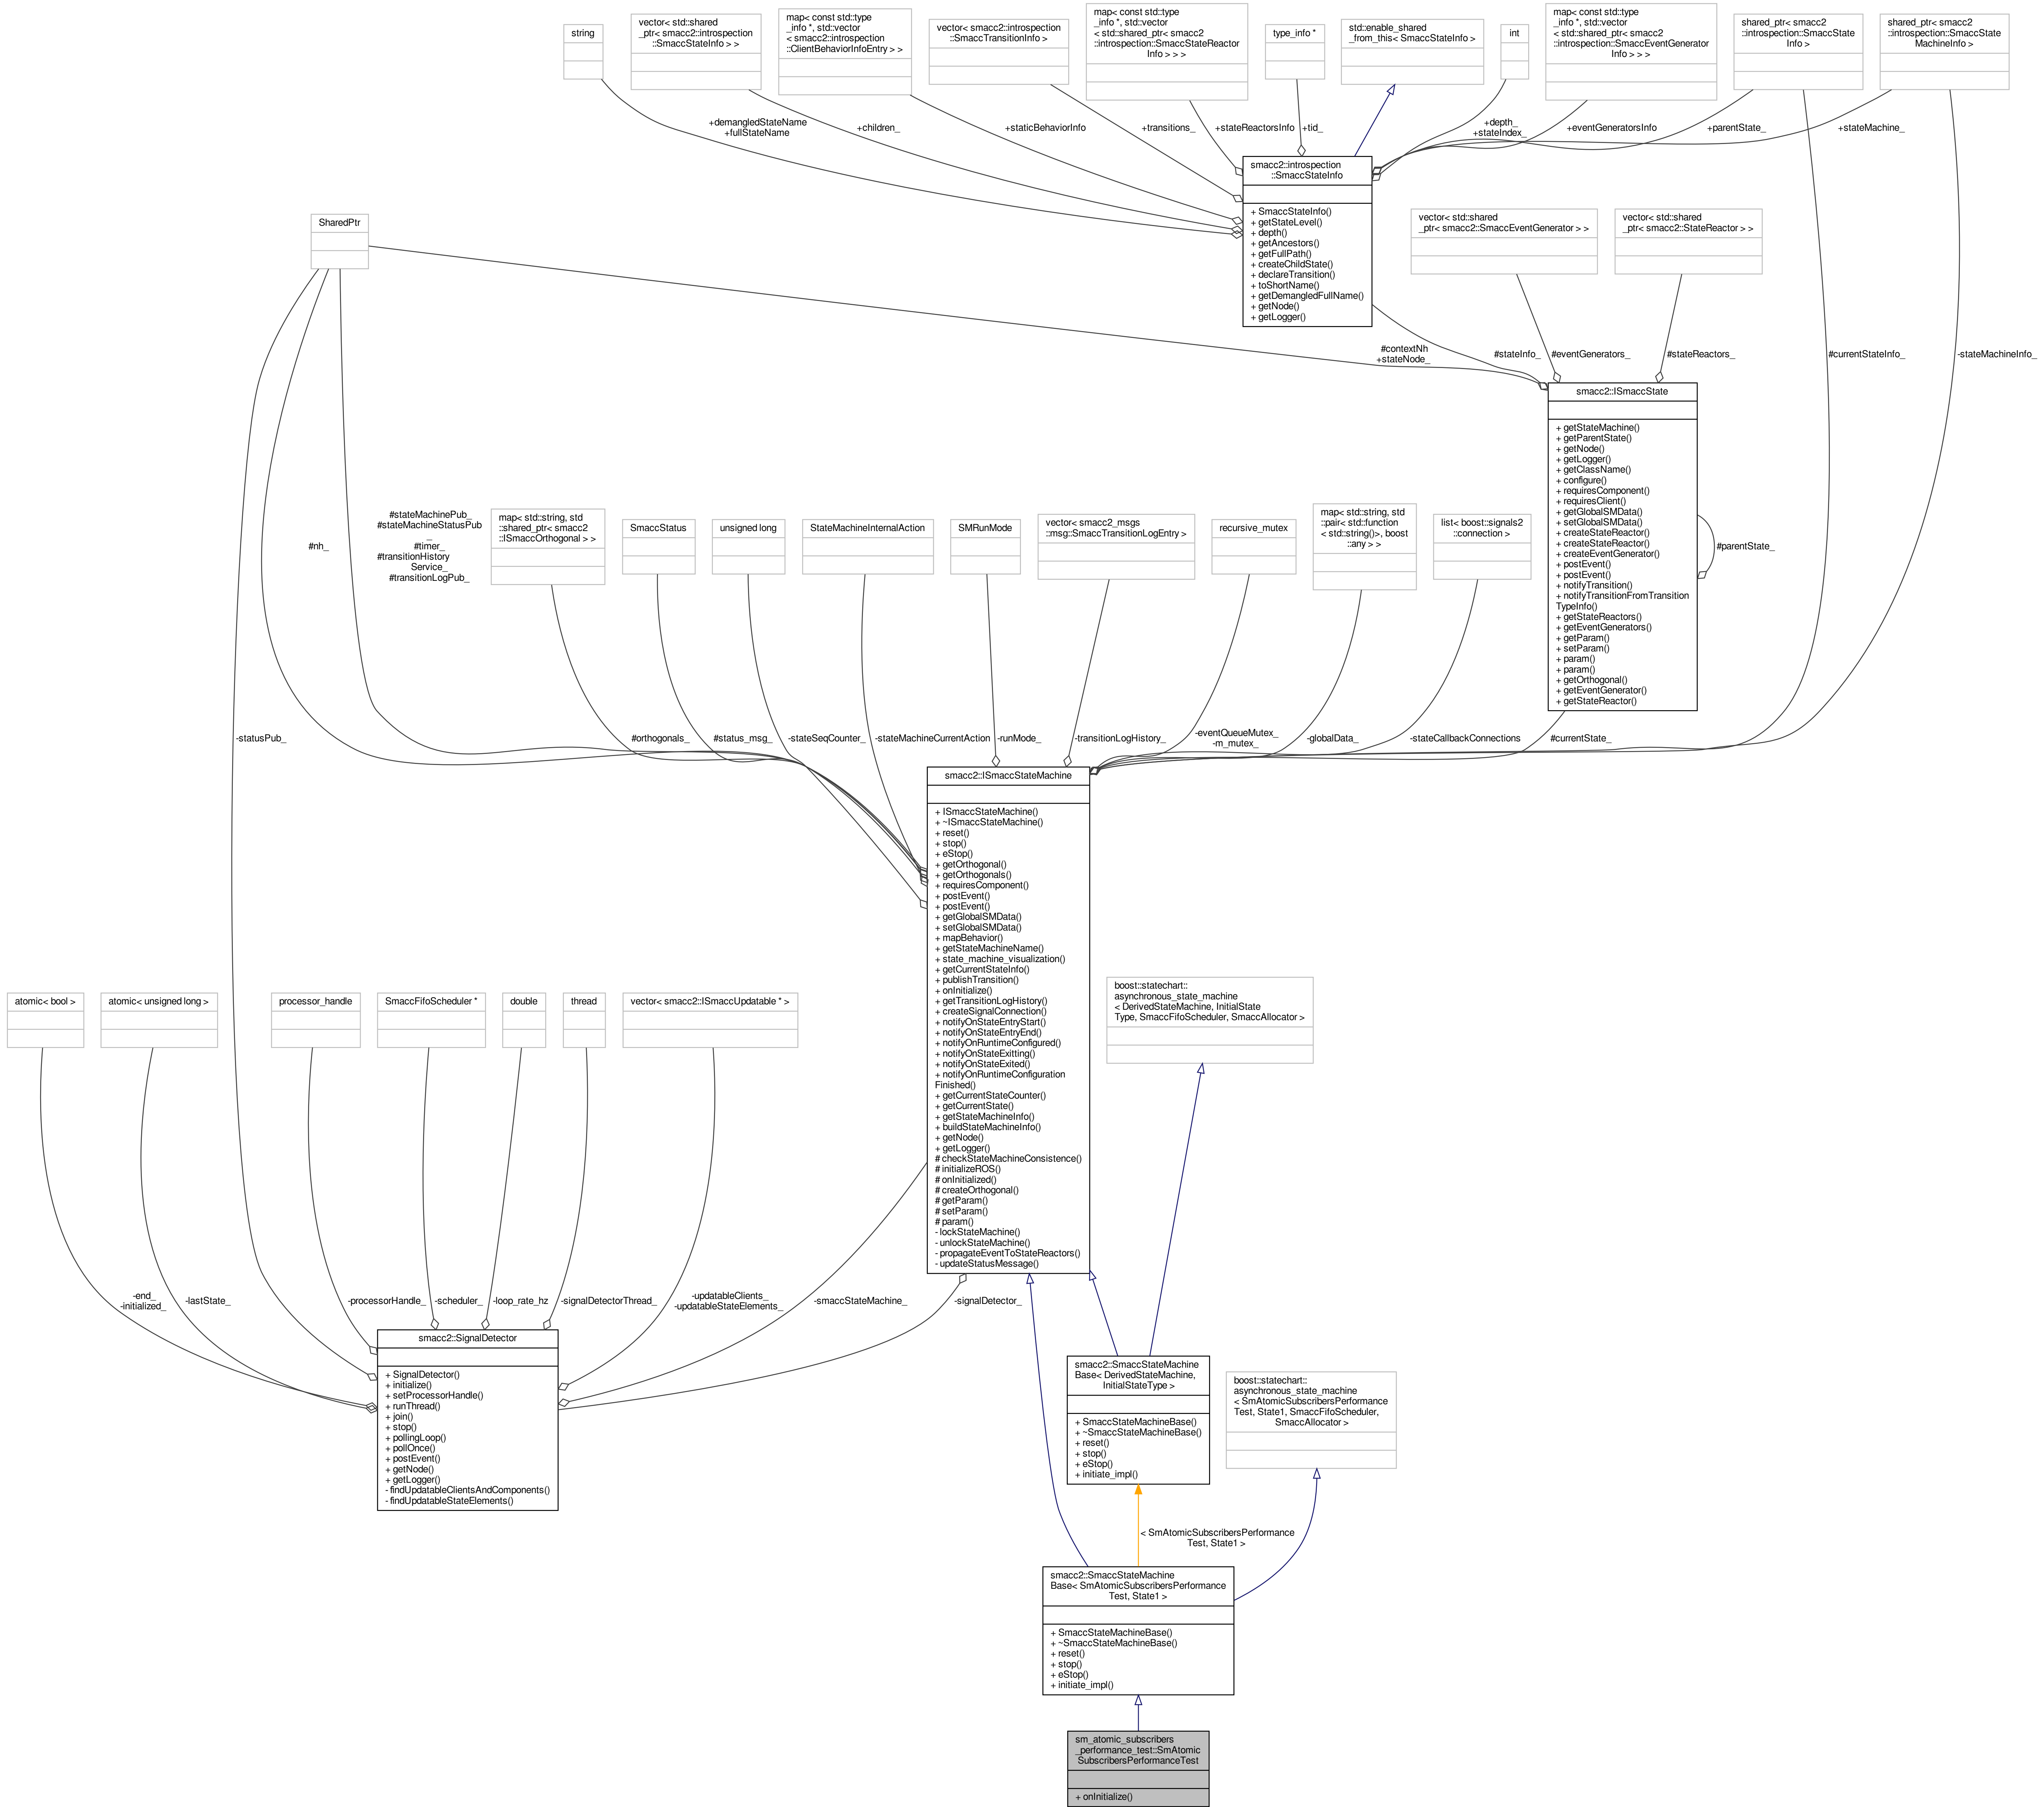 string
vector< std::shared
_ptr< smacc2::introspection
::SmaccStateInfo > >
map< const std::type
_info *, std::vector
< smacc2::introspection
::ClientBehaviorInfoEntry > >
vector< smacc2::introspection
::SmaccTransitionInfo >
map< const std::type
_info *, std::vector
< std::shared_ptr< smacc2
::introspection::SmaccStateReactor
Info > > >
type_info *
std::enable_shared
_from_this< SmaccStateInfo >
int
map< const std::type
_info *, std::vector
< std::shared_ptr< smacc2
::introspection::SmaccEventGenerator
Info > > >
shared_ptr< smacc2
::introspection::SmaccState
Info >
shared_ptr< smacc2
::introspection::SmaccState
MachineInfo >
+demangledStateName
+fullStateName
+children_
+staticBehaviorInfo
+transitions_
+stateReactorsInfo
+tid_
+depth_
+stateIndex_
+eventGeneratorsInfo
+parentState_
+stateMachine_
smacc2::introspection
::SmaccStateInfo
+ SmaccStateInfo()
+ getStateLevel()
+ depth()
+ getAncestors()
+ getFullPath()
+ createChildState()
+ declareTransition()
+ toShortName()
+ getDemangledFullName()
+ getNode()
+ getLogger()
SharedPtr
vector< std::shared
_ptr< smacc2::SmaccEventGenerator > >
vector< std::shared
_ptr< smacc2::StateReactor > >
#contextNh
+stateNode_
#stateInfo_
#eventGenerators_
#stateReactors_
#currentStateInfo_
-stateMachineInfo_
smacc2::ISmaccState
+ getStateMachine()
+ getParentState()
+ getNode()
+ getLogger()
+ getClassName()
+ configure()
+ requiresComponent()
+ requiresClient()
+ getGlobalSMData()
+ setGlobalSMData()
+ createStateReactor()
+ createStateReactor()
+ createEventGenerator()
+ postEvent()
+ postEvent()
+ notifyTransition()
+ notifyTransitionFromTransition
TypeInfo()
+ getStateReactors()
+ getEventGenerators()
+ getParam()
+ setParam()
+ param()
+ param()
+ getOrthogonal()
+ getEventGenerator()
+ getStateReactor()
#parentState_
#nh_
#stateMachinePub_
#stateMachineStatusPub
_
#timer_
#transitionHistory
Service_
#transitionLogPub_
map< std::string, std
::shared_ptr< smacc2
::ISmaccOrthogonal > >
SmaccStatus
unsigned long
StateMachineInternalAction
SMRunMode
vector< smacc2_msgs
::msg::SmaccTransitionLogEntry >
recursive_mutex
map< std::string, std
::pair< std::function
< std::string()>, boost
::any > >
list< boost::signals2
::connection >
-statusPub_
#orthogonals_
#status_msg_
-stateSeqCounter_
-stateMachineCurrentAction
-runMode_
-transitionLogHistory_
-eventQueueMutex_
-m_mutex_
-globalData_
-stateCallbackConnections
#currentState_
smacc2::ISmaccStateMachine
+ ISmaccStateMachine()
+ ~ISmaccStateMachine()
+ reset()
+ stop()
+ eStop()
+ getOrthogonal()
+ getOrthogonals()
+ requiresComponent()
+ postEvent()
+ postEvent()
+ getGlobalSMData()
+ setGlobalSMData()
+ mapBehavior()
+ getStateMachineName()
+ state_machine_visualization()
+ getCurrentStateInfo()
+ publishTransition()
+ onInitialize()
+ getTransitionLogHistory()
+ createSignalConnection()
+ notifyOnStateEntryStart()
+ notifyOnStateEntryEnd()
+ notifyOnRuntimeConfigured()
+ notifyOnStateExitting()
+ notifyOnStateExited()
+ notifyOnRuntimeConfiguration
Finished()
+ getCurrentStateCounter()
+ getCurrentState()
+ getStateMachineInfo()
+ buildStateMachineInfo()
+ getNode()
+ getLogger()
# checkStateMachineConsistence()
# initializeROS()
# onInitialized()
# createOrthogonal()
# getParam()
# setParam()
# param()
- lockStateMachine()
- unlockStateMachine()
- propagateEventToStateReactors()
- updateStatusMessage()
atomic< bool >
atomic< unsigned long >
processor_handle
SmaccFifoScheduler *
double
thread
vector< smacc2::ISmaccUpdatable * >
boost::statechart::
asynchronous_state_machine
< DerivedStateMachine, InitialState
Type, SmaccFifoScheduler, SmaccAllocator >
-end_
-initialized_
-lastState_
-processorHandle_
-scheduler_
-loop_rate_hz
-signalDetectorThread_
-updatableClients_
-updatableStateElements_
-smaccStateMachine_
-signalDetector_
smacc2::SignalDetector
+ SignalDetector()
+ initialize()
+ setProcessorHandle()
+ runThread()
+ join()
+ stop()
+ pollingLoop()
+ pollOnce()
+ postEvent()
+ getNode()
+ getLogger()
- findUpdatableClientsAndComponents()
- findUpdatableStateElements()
smacc2::SmaccStateMachine
Base< DerivedStateMachine,
InitialStateType >
+ SmaccStateMachineBase()
+ ~SmaccStateMachineBase()
+ reset()
+ stop()
+ eStop()
+ initiate_impl()
boost::statechart::
asynchronous_state_machine
< SmAtomicSubscribersPerformance
Test, State1, SmaccFifoScheduler,
SmaccAllocator >
< SmAtomicSubscribersPerformance
Test, State1 >
smacc2::SmaccStateMachine
Base< SmAtomicSubscribersPerformance
Test, State1 >
+ SmaccStateMachineBase()
+ ~SmaccStateMachineBase()
+ reset()
+ stop()
+ eStop()
+ initiate_impl()
sm_atomic_subscribers
_performance_test::SmAtomic
SubscribersPerformanceTest
+ onInitialize()